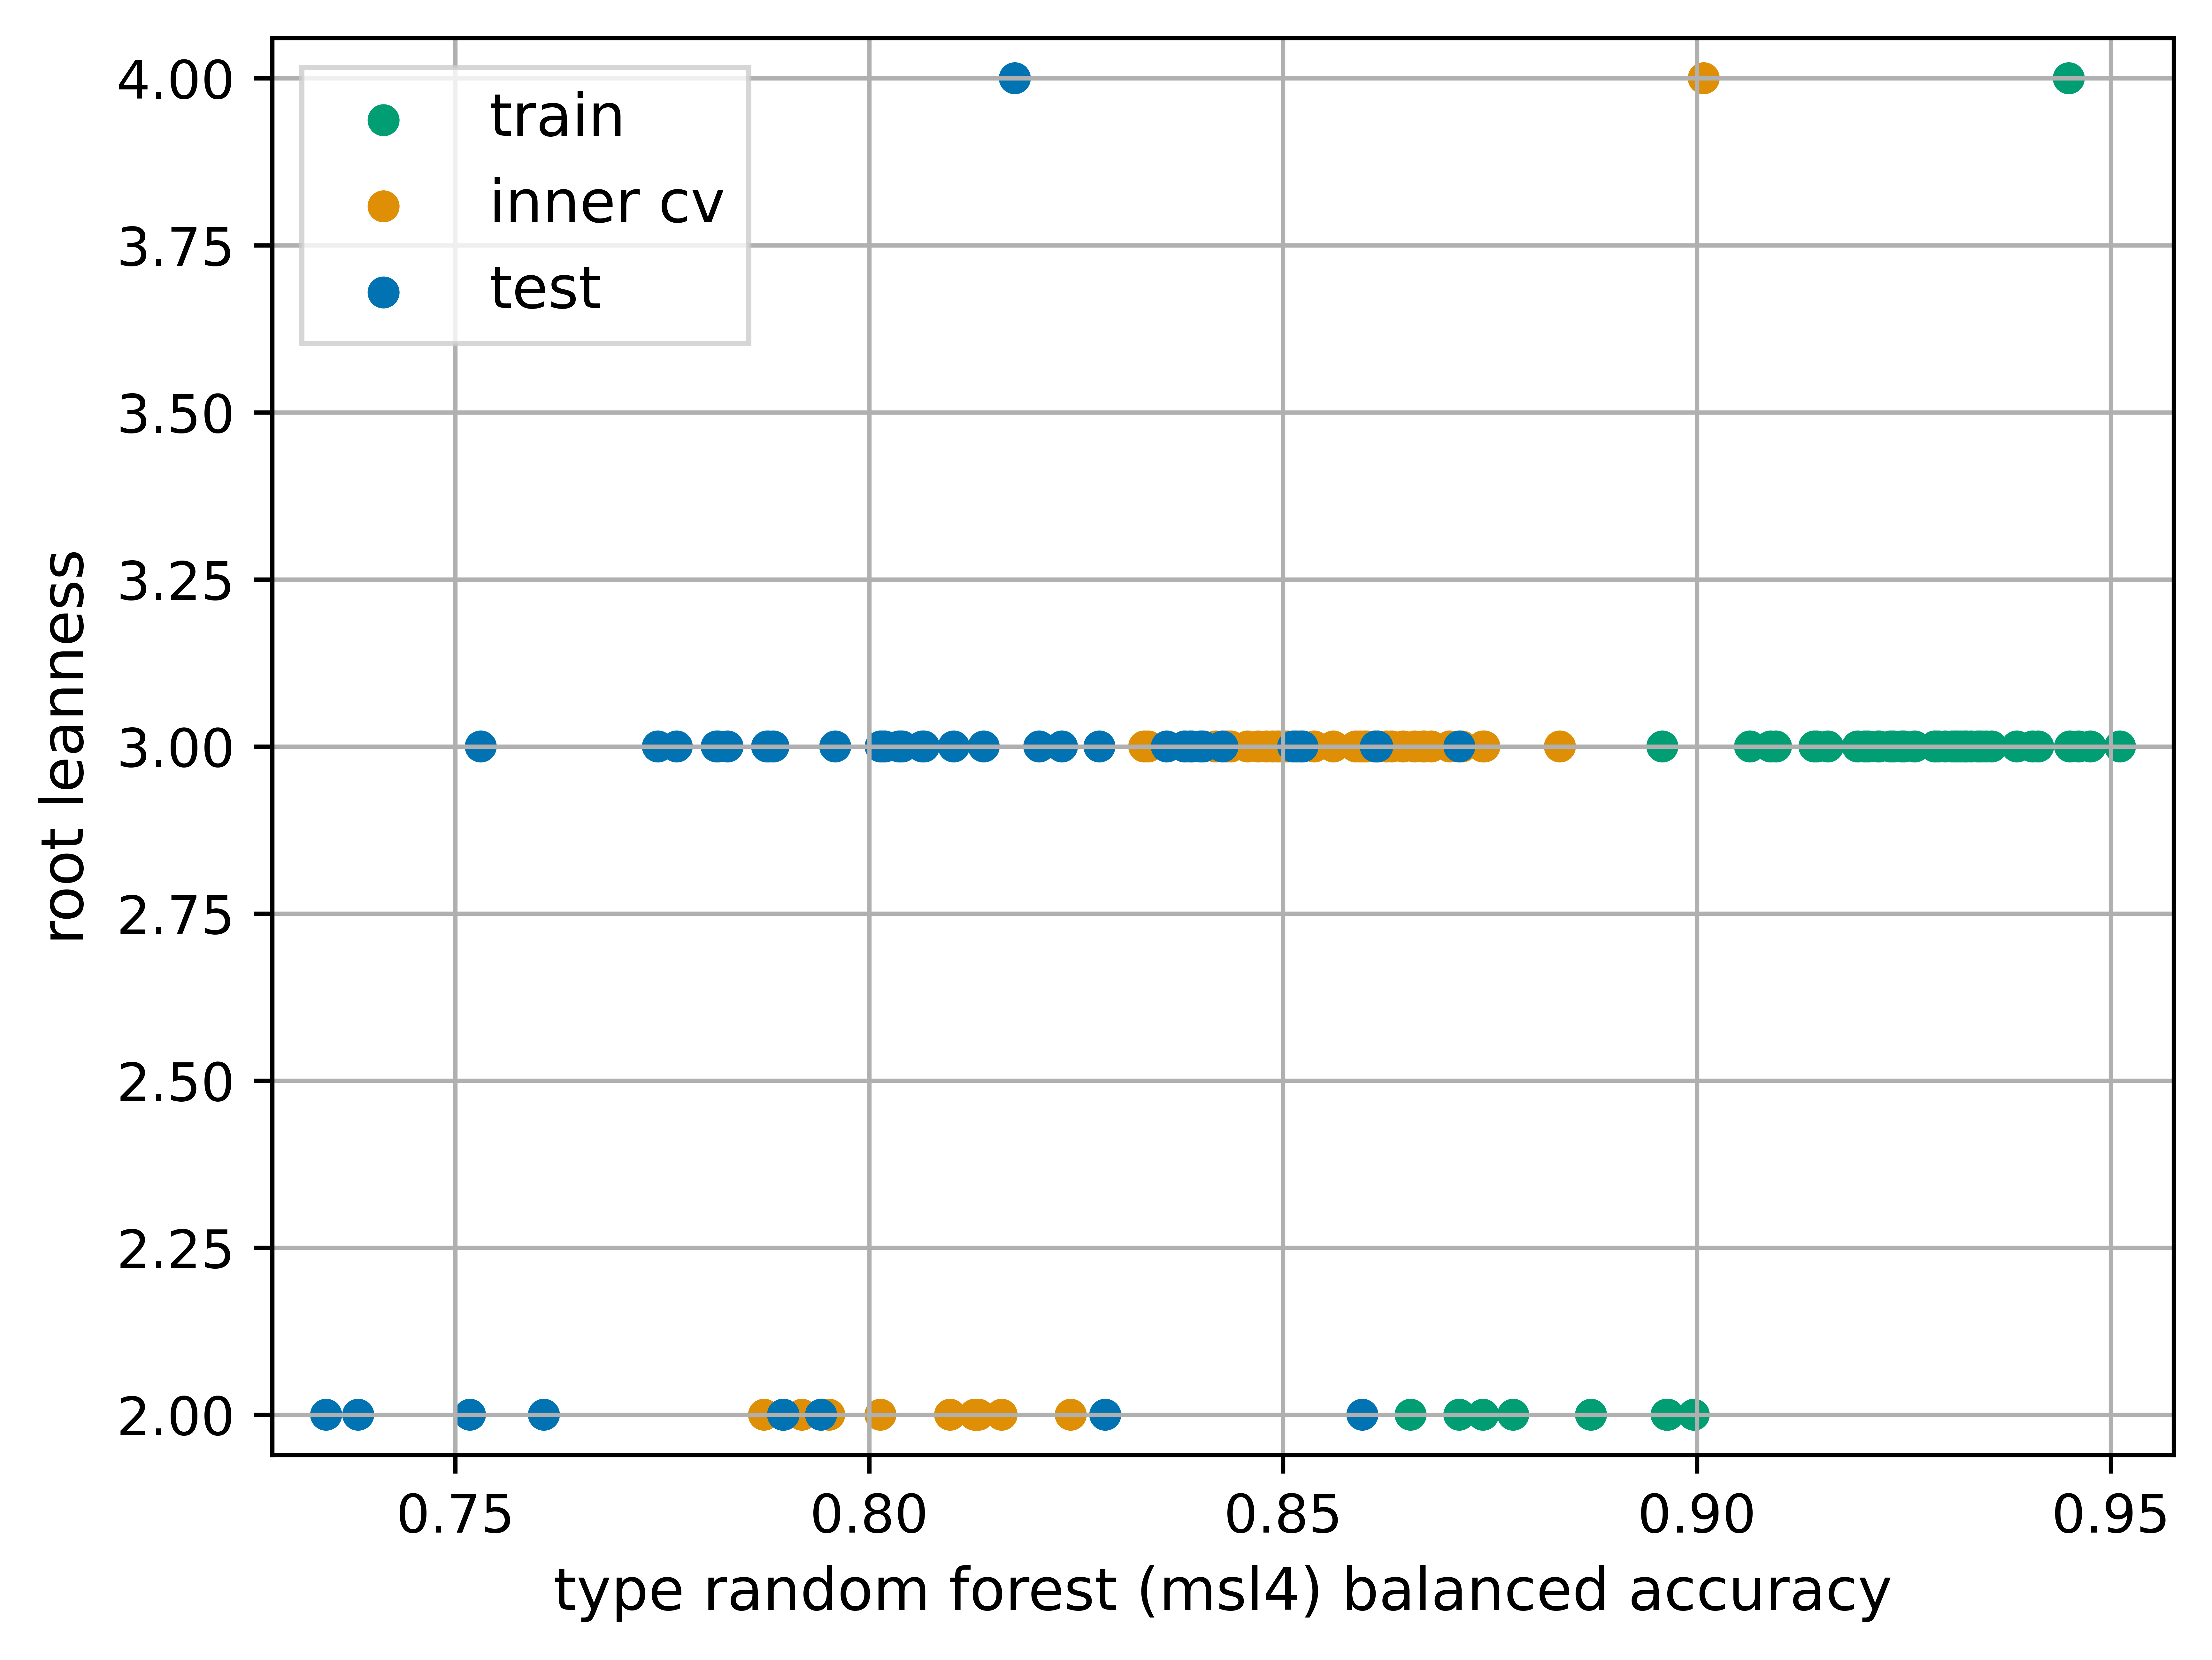 train
inner cv
test
root leanness
4.00
3.75
3.50
3.25
3.00
2.75
2.50
2.25
2.00
0.75 0.80 0.85 0.90 0.95
type random forest (msl4) balanced accuracy